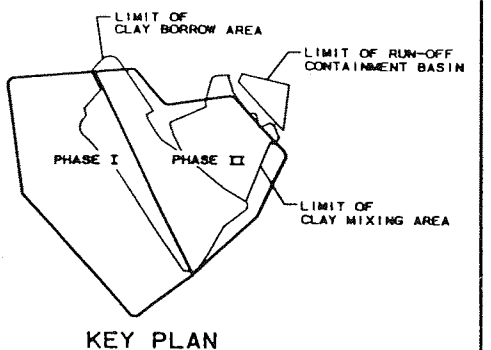 LIMIT OF
CLAY BORROW AREA
LIMIT OF RUN-OFF
CONTAINMENT BASIN
PHASE I
PHASE II
LIMIT OF
CLAY MIXING AREA
KEY PLAN